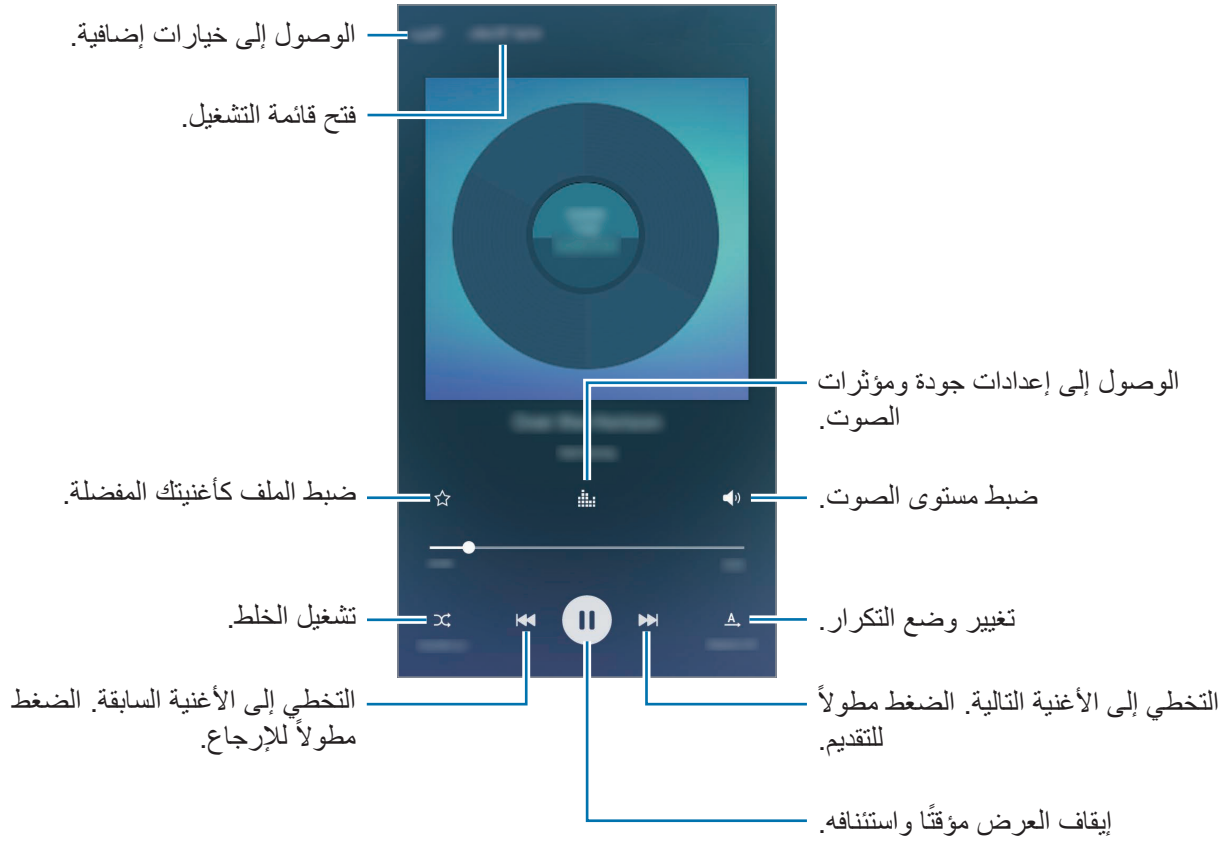 الوصول إلى خيارات إضافية.
فتح قائمة التشغيل.
الوصول إلى إعدادات جودة ومؤثرات
الصوت.
ضبط مستوى الصوت.
ضبط الملف كأغنيتك المفضلة.
تغيير وضع التكرار.
تشغيل الخلط.
التخطي إلى الأغنية التالية. الضغط مطولاً
للتقديم.
التخطي إلى الأغنية السابقة. الضغط
مطولاً للإرجاع.
إيقاف العرض مؤقتًا واستئنافه.